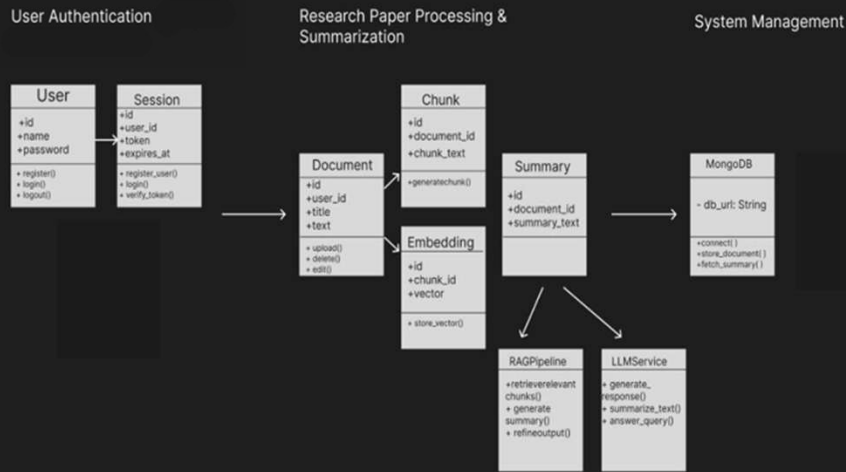 User Authentication
Research Paper Processing &
Summarization
System Management
User
+id
+name
+password
+ register()
+ login()
+ logout()
Session
+id
+user_id
+token
+expires_at
+ register_user()
+ login()
+ verify_token()
Document
+id
+user_id
+title
+text
+ upload()
+ delete()
+ edit()
Chunk
+id
+document_id
+chunk_text
+generatechunk()
Embedding
+id
+chunk_id
+vector
+ store_vector()
Summary
+id
+document_id
+summary_text
RAGPipeline
+retrieverelevant
chunks()
+ generate
summary()
+ refineoutput()
LLMService
+ generate_
response()
+ summarize_text()
+ answer_query()
MongoDB
- db_url: String
+connect( )
+store_document( )
+fetch_summary( )